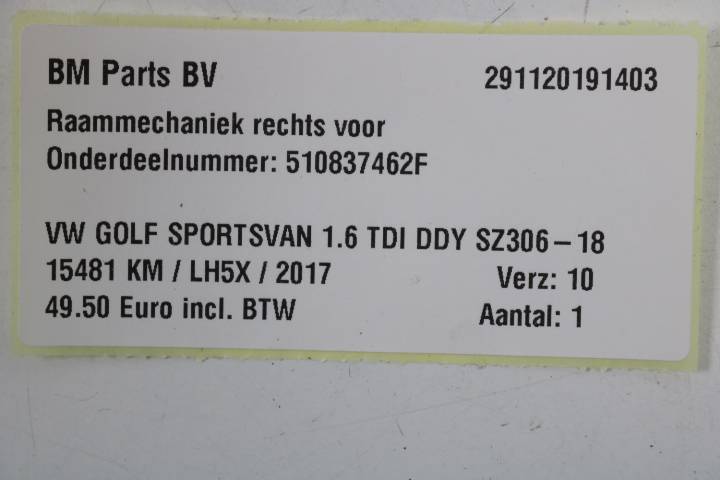 BM Parts BV 291120191403
Raammechaniek rechts voor
Onderdeelnummer: 510837462F
VW GOLF SPORTSVAN 1.6 TDI DDY SZ306-18
15481 KM / LH5X / 2017 Verz: 10
49.50 Euro incl. BTW Aantal: 1